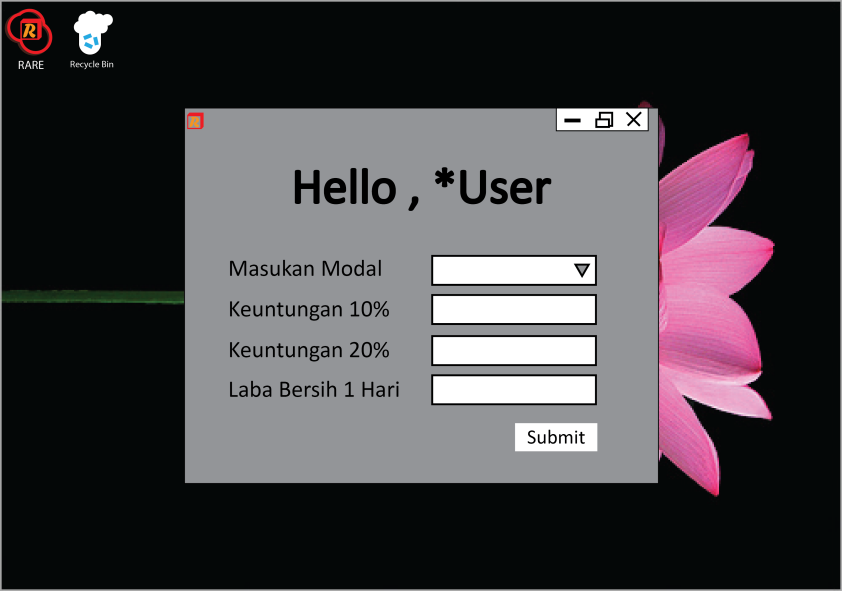 R
RARE
Recycle Bin
R
Hello , *User
Masukan Modal
Keuntungan 10%
Keuntungan 20%
Laba Bersih 1 Hari
Submit